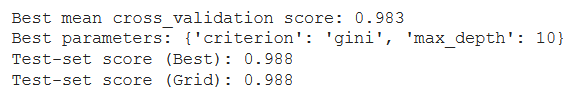 Best mean cross_validation score: 0.983
Best parameters: {'criterion': 'gini', 'max_depth': 10}
Test-set score (Best): 0.988
Test-set score (Grid): 0.988